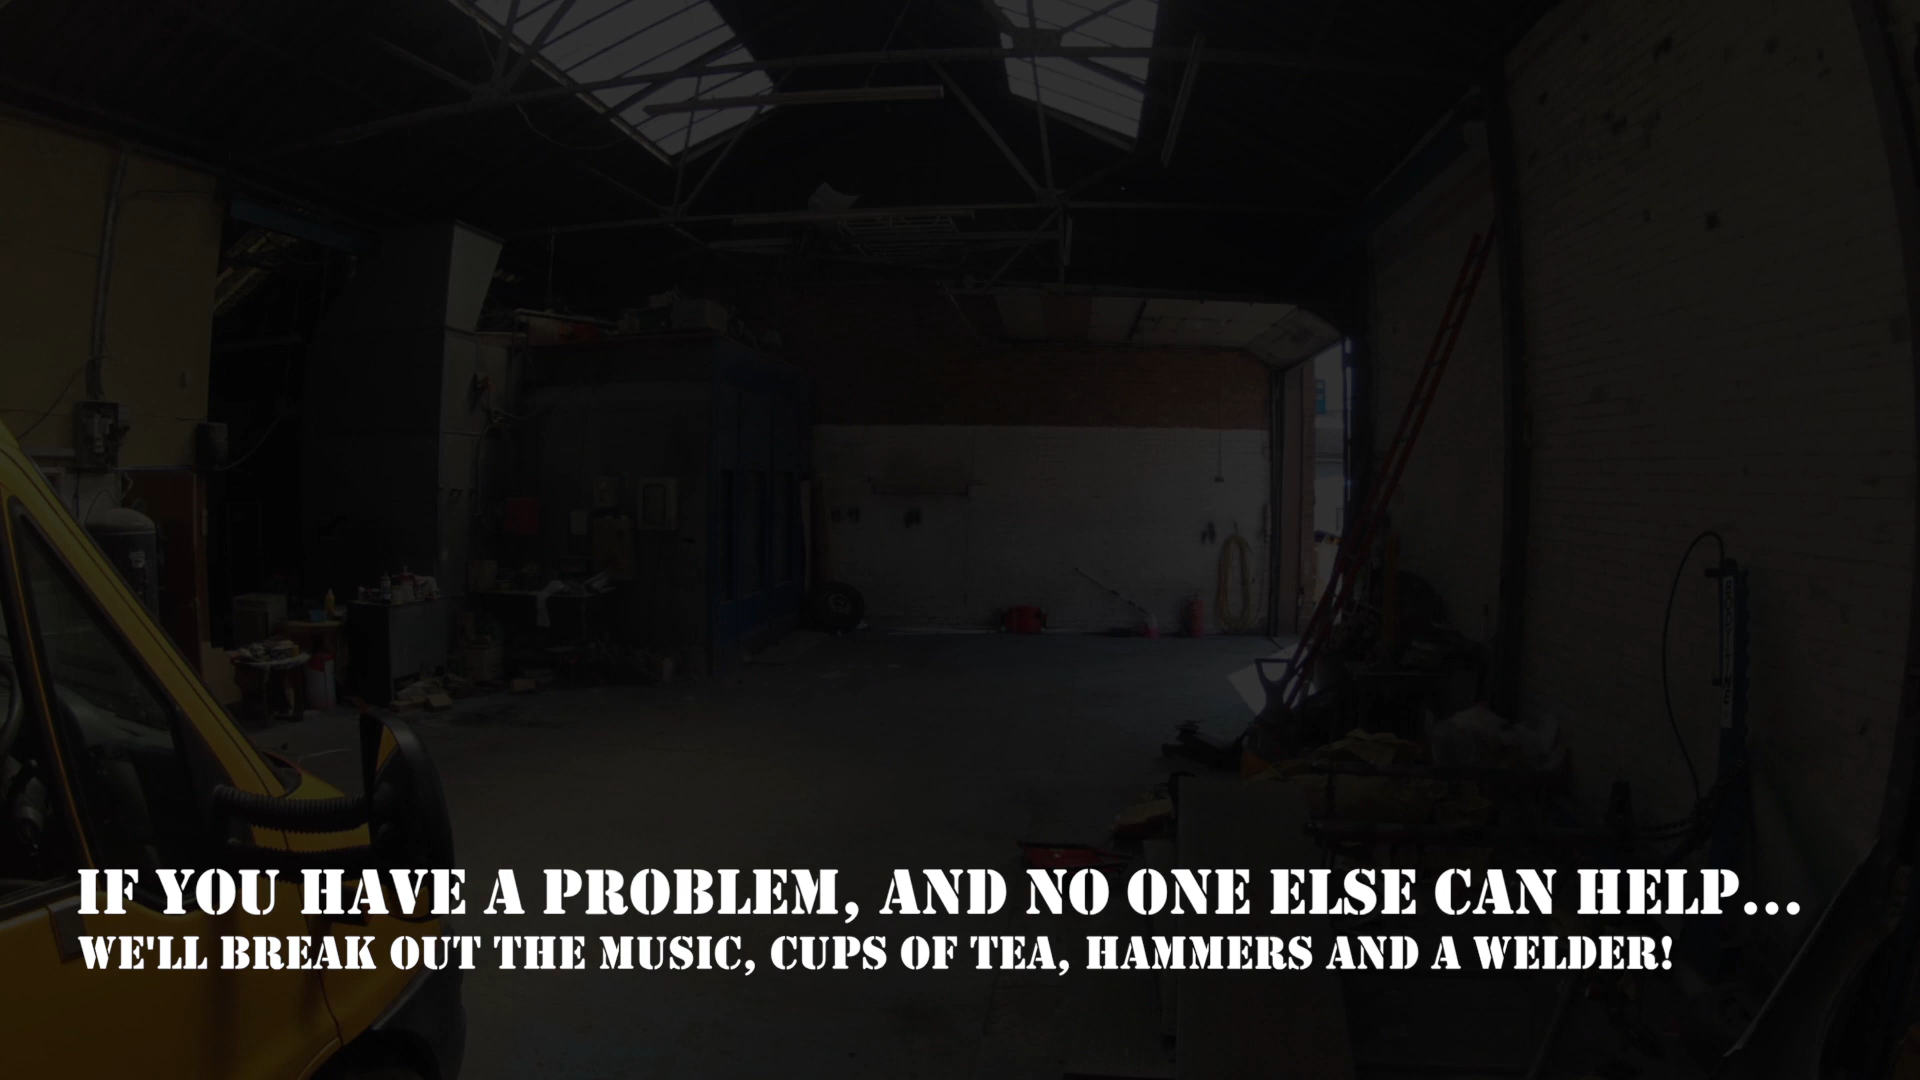 IF YOU HAVE A PROBLEM, AND NO ONE ELSE CAN HELP...
WE'LL BREAK OUT THE MUSIC, CUPS OF TEA, HAMMERS AND A WELDER!